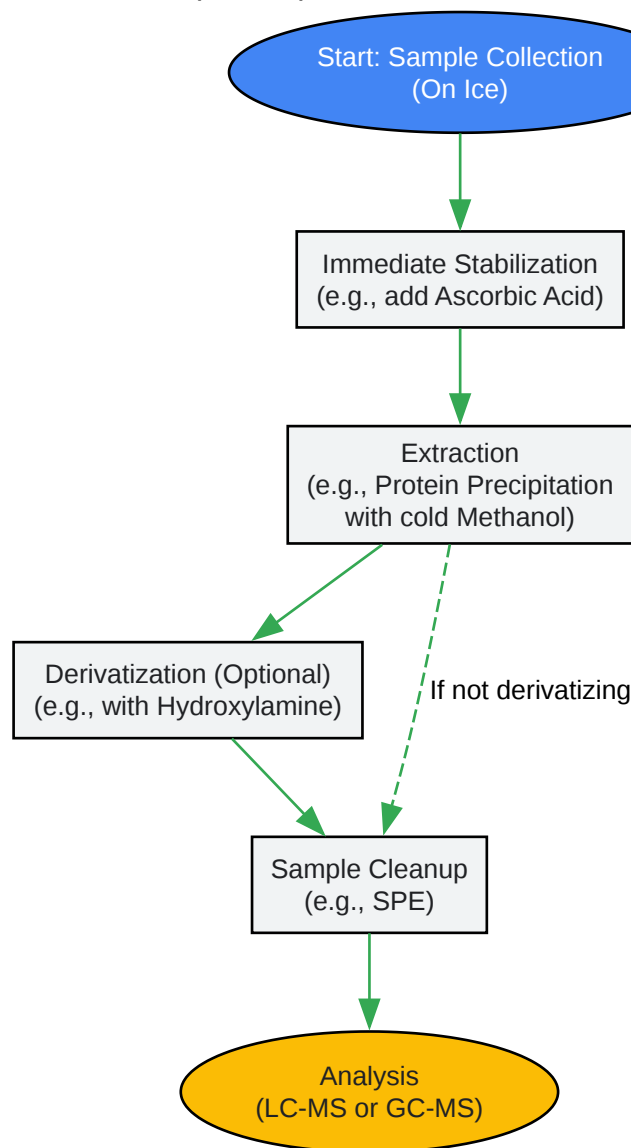 Start: Sample Collection
(On Ice)
Immediate Stabilization
(e.g., add Ascorbic Acid)
Extraction
(e.g., Protein Precipitation
with cold Methanol)
Derivatization (Optional)
(e.g., with Hydroxylamine)
If not derivatizing
Sample Cleanup
(e.g., SPE)
Analysis
(LC-MS or GC-MS)